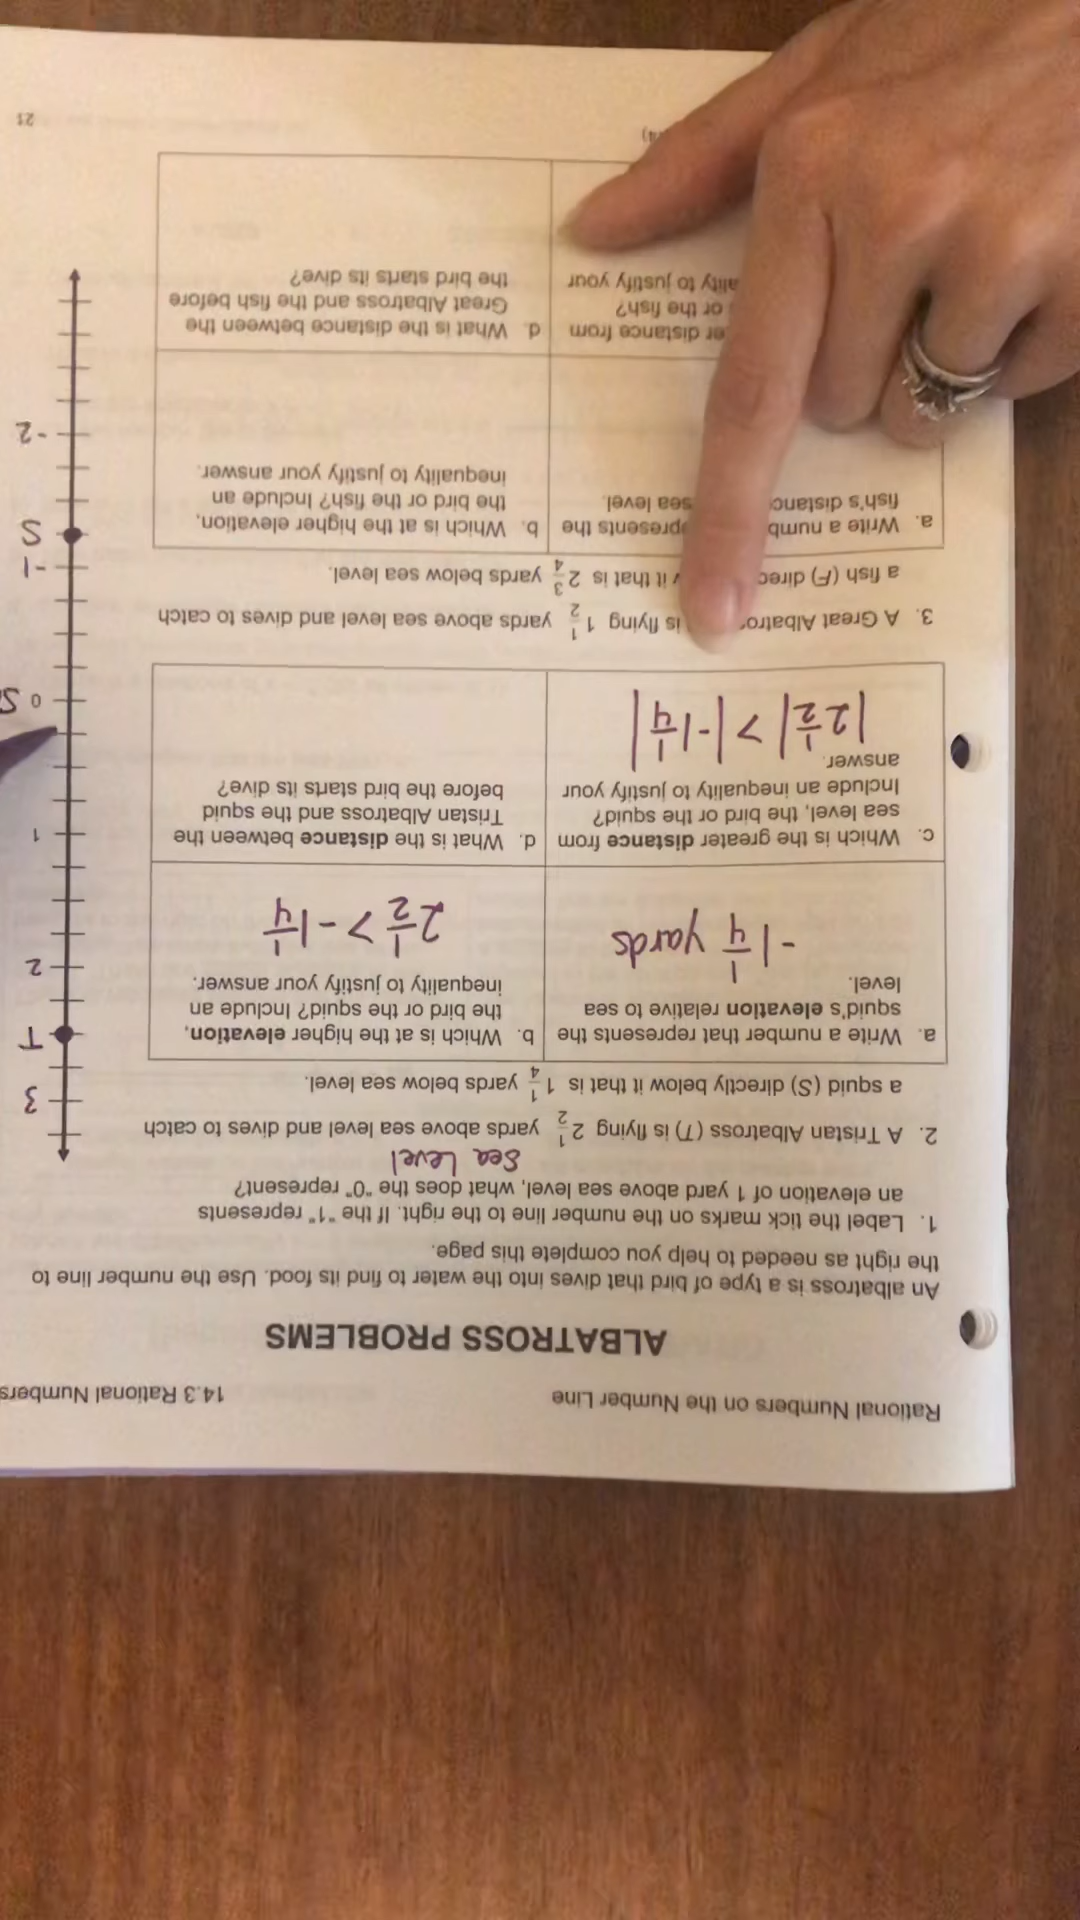 Rational Numbers on the Number Line
14.3 Rational Numbers
ALBATROSS PROBLEMS
An albatross is a type of bird that dives into the water to find its food. Use the number line to
the right as needed to help you complete this page.
1. Label the tick marks on the number line to the right. If the "1" represents
an elevation of 1 yard above sea level, what does the "0" represent?
Sea Level
2. A Tristan Albatross (T) is flying 2 1/2 yards above sea level and dives to catch
a squid (S) directly below it that is 1 1/4 yards below sea level.
a. Write a number that represents the
squid's elevation relative to sea
level.
-1 1/4 yards
b. Which is at the higher elevation,
the bird or the squid? Include an
inequality to justify your answer.
2 1/2 > -1 1/4
c. Which is the greater distance from
sea level, the bird or the squid?
Include an inequality to justify your
answer.
|2 1/2| > |-1 1/4|
d. What is the distance between the
Tristan Albatross and the squid
before the bird starts its dive?
3. A Great is flying 1 1/2 yards above sea level and dives to catch
a fish (F) it that is 2 3/4 yards below sea level.
a. Write a the
fish's sea level.
b. Which is at the higher elevation,
the bird or the fish? Include an
inequality to justify your answer.
distance from
or the fish?
to justify your
d. What is the distance between the
Great Albatross and the fish before
the bird starts its dive?
21
3
T
2
1
0
-1
S
-2